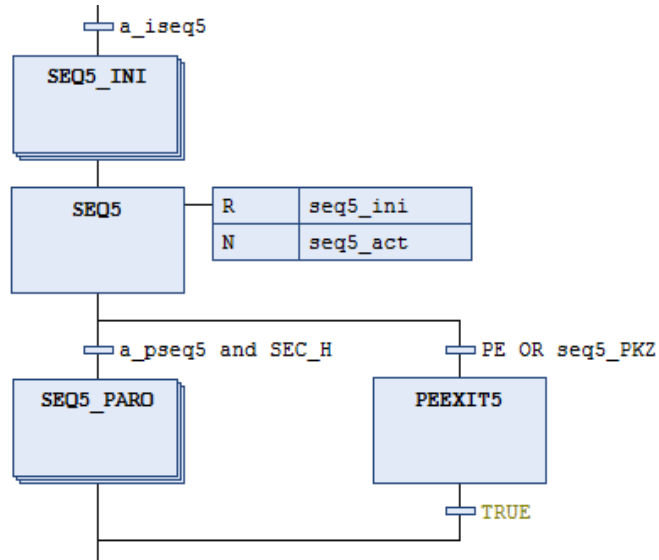 a_iseq5
SEQ5_INI
SEQ5
R seq5_ini
N seq5_act
a_pseq5 and SEC_H
PE OR seq5_PKZ
SEQ5_PARO
PEEXIT5
TRUE